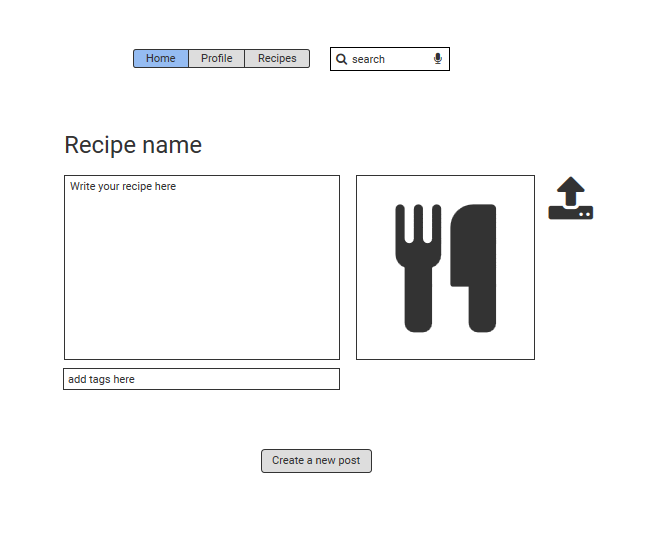 Home Profile Recipes search
Recipe name
Write your recipe here
add tags here
Create a new post